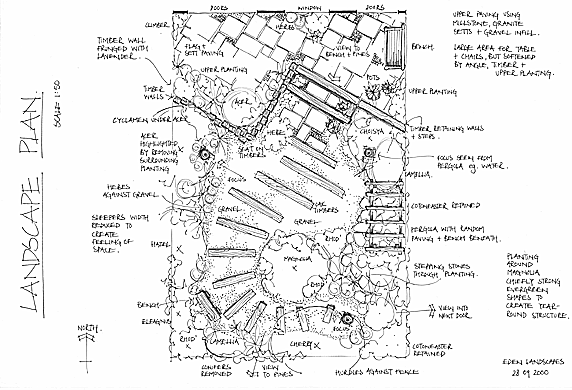 DOORS
WINDOW
DOORS
CLIMBER
HERBS
UPPER PAVING USING
MILLSTONE, GRANITE
SETTS + GRAVEL INFILL.
TIMBER WALL
FRINGED WITH
LAVENDER.
FLAG +
SETT PAVING
VIEW TO
BENCH + PINES
BENCH.
LARGE AREA FOR TABLE
+ CHAIRS, BUT SOFTENED
BY ANGLE, TIMBER +
UPPER PLANTING.
UPPER PLANTING
POTS
UPPER PLANTING
TIMBER
WALLS
ACER
CYCLAMEN UNDER ACER
HEBE
CHOISYA
TIMBER RETAINING WALLS
+ STEPS.
ACER
HIGHLIGHTED
BY REMOVING
SURROUNDING
PLANTING
SEAT ON
TIMBERS
FOCUS SEEN FROM
PERGOLA eg. WATER.
FOCUS
CAMELLIA
HEBES
AGAINST GRAVEL
OAK
TIMBERS
COTONEASTER RETAINED
GRAVEL
GRAVEL
SLEEPERS WIDTH
REDUCED TO
CREATE
FEELING OF
SPACE.
PERGOLA WITH RANDOM
PAVING + BENCH BENEATH.
RHOD
HAZEL
MAGNOLIA
STEPPING STONES
THROUGH PLANTING.
PLANTING
AROUND
MAGNOLIA
CHIEFLY STRONG
EVERGREEN
SHAPES TO
CREATE YEAR-
ROUND STRUCTURE.
RHOD
BENCH
ELEAGNUS
VIEW INTO
NEXT DOOR.
FOCUS
RHOD
CAMELLIA
CHERRY
COTONEASTER
RETAINED
CONIFERS
REMOVED
VIEW
TO PINES
HURDLES AGAINST FENCE
NORTH.
EDEN LANDSCAPES
28 09 2000
LANDSCAPE PLAN.
SCALE 1:50